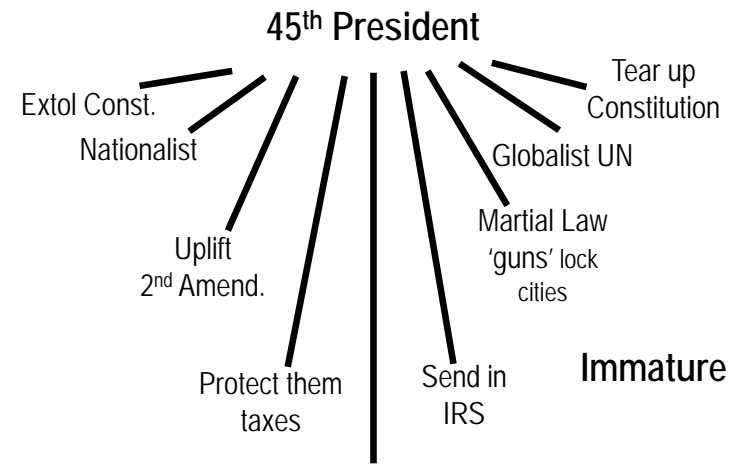 45th President
Extol Const.
Nationalist
Uplift
2nd Amend.
Protect them
taxes
Tear up
Constitution
Globalist UN
Martial Law
'guns' lock
cities
Send in
IRS
Immature